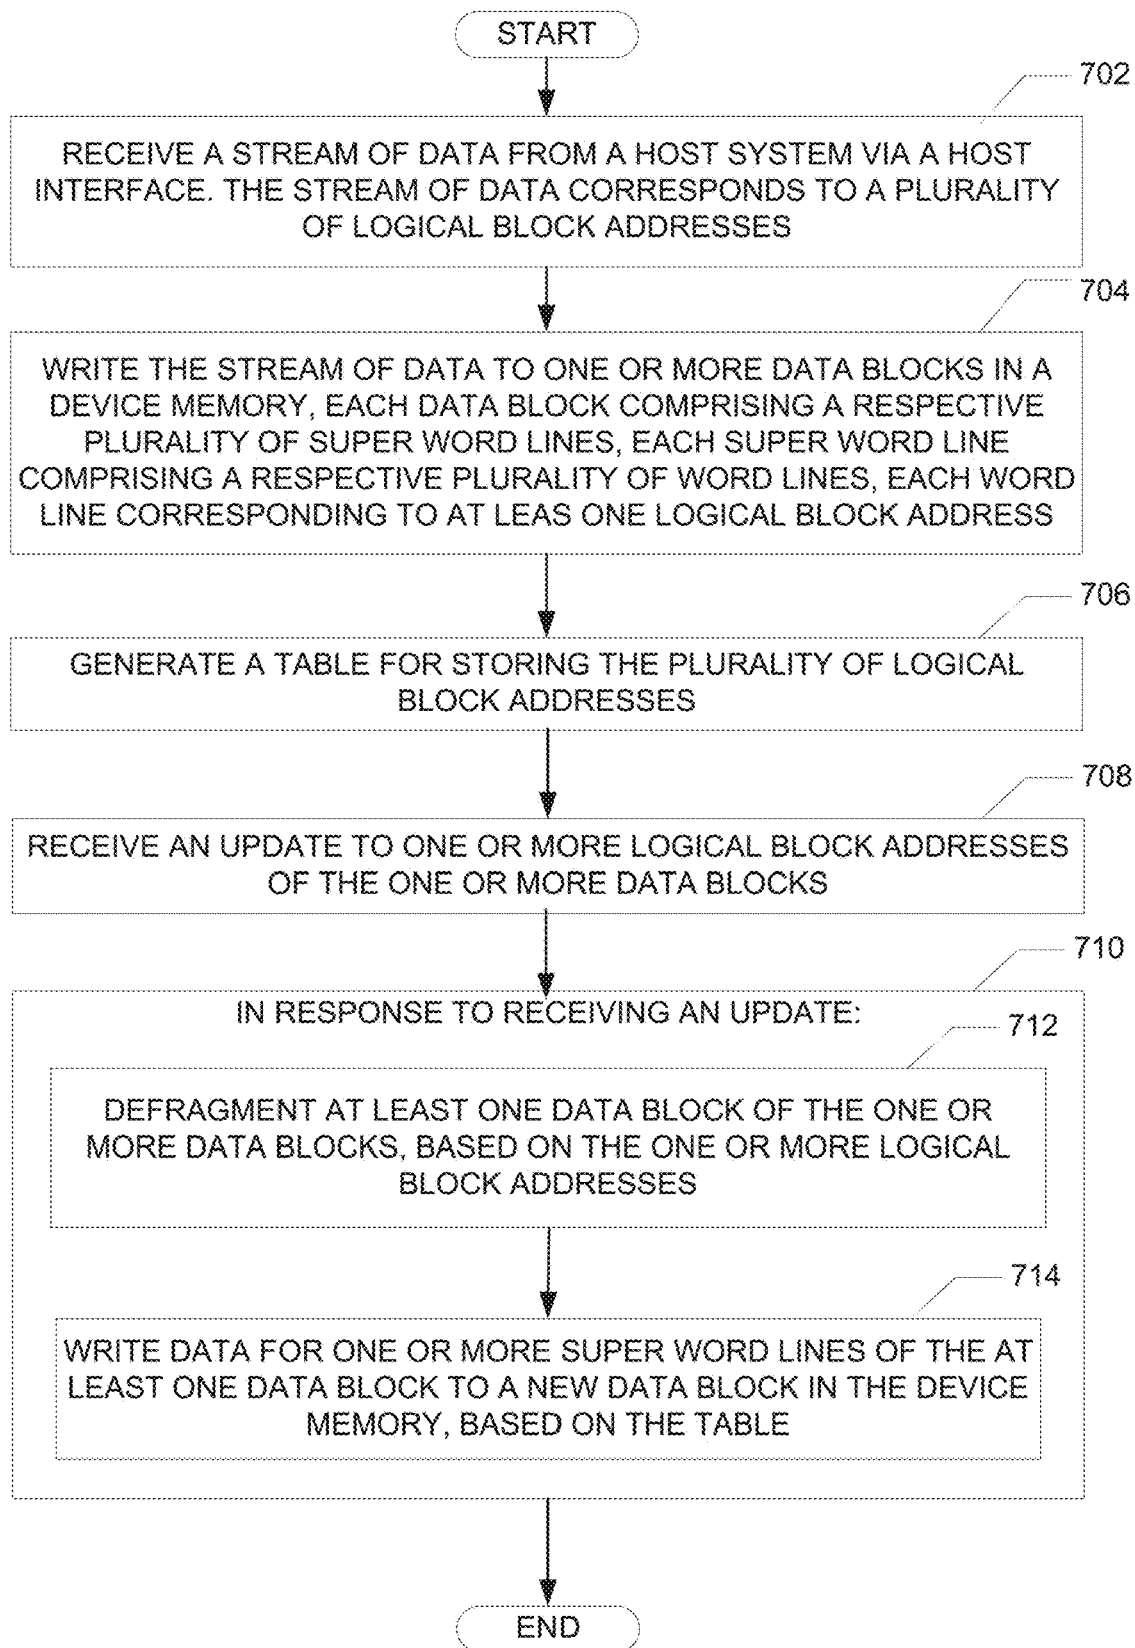 START
702
RECEIVE A STREAM OF DATA FROM A HOST SYSTEM VIA A HOST
INTERFACE. THE STREAM OF DATA CORRESPONDS TO A PLURALITY
OF LOGICAL BLOCK ADDRESSES
704
WRITE THE STREAM OF DATA TO ONE OR MORE DATA BLOCKS IN A
DEVICE MEMORY, EACH DATA BLOCK COMPRISING A RESPECTIVE
PLURALITY OF SUPER WORD LINES, EACH SUPER WORD LINE
COMPRISING A RESPECTIVE PLURALITY OF WORD LINES, EACH WORD
LINE CORRESPONDING TO AT LEAS ONE LOGICAL BLOCK ADDRESS
706
GENERATE A TABLE FOR STORING THE PLURALITY OF LOGICAL
BLOCK ADDRESSES
708
RECEIVE AN UPDATE TO ONE OR MORE LOGICAL BLOCK ADDRESSES
OF THE ONE OR MORE DATA BLOCKS
710
IN RESPONSE TO RECEIVING AN UPDATE:
712
DEFRAGMENT AT LEAST ONE DATA BLOCK OF THE ONE OR
MORE DATA BLOCKS, BASED ON THE ONE OR MORE LOGICAL
BLOCK ADDRESSES
714
WRITE DATA FOR ONE OR MORE SUPER WORD LINES OF THE AT
LEAST ONE DATA BLOCK TO A NEW DATA BLOCK IN THE DEVICE
MEMORY, BASED ON THE TABLE
END